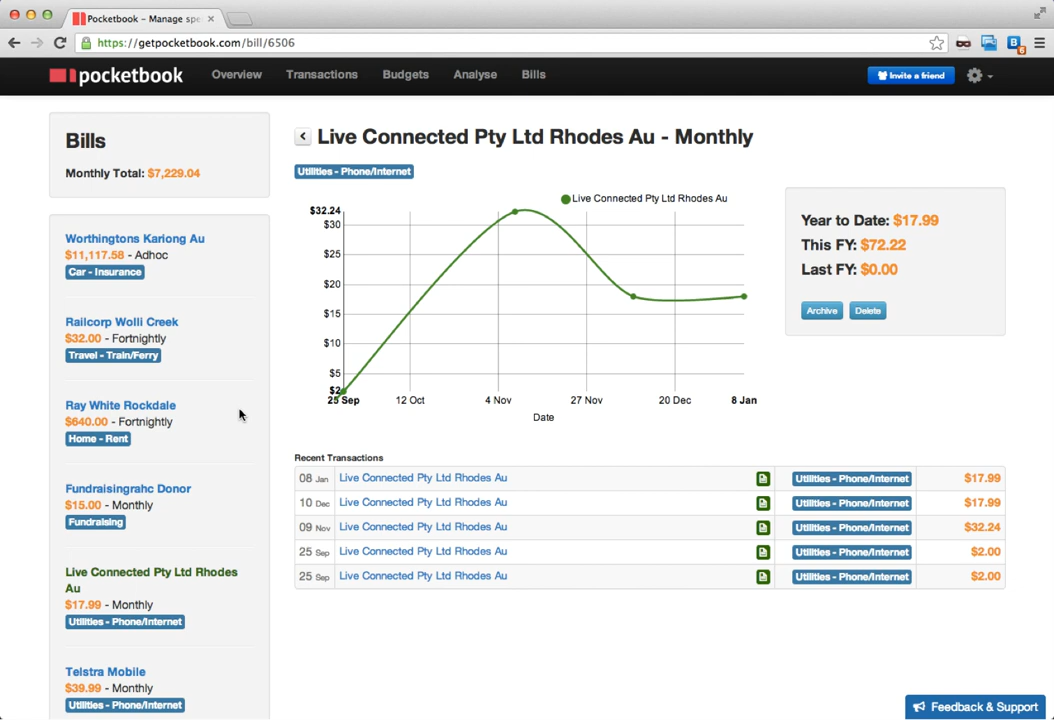 Pocketbook - Manage spe
https://getpocketbook.com/bill/6506
6
pocketbook Overview Transactions Budgets Analyse Bills Invite a friend
Bills
Monthly Total: $7,229.04
Worthingtons Kariong Au
$11,117.58 - Adhoc
Car - Insurance
Railcorp Wolli Creek
$32.00 - Fortnightly
Travel - Train/Ferry
Ray White Rockdale
$640.00 - Fortnightly
Home - Rent
Fundraisingrahc Donor
$15.00 - Monthly
Fundraising
Live Connected Pty Ltd Rhodes
Au
$17.99 - Monthly
Utilities - Phone/Internet
Telstra Mobile
$39.99 - Monthly
Utilities - Phone/Internet
Live Connected Pty Ltd Rhodes Au - Monthly
Utilities - Phone/Internet
Live Connected Pty Ltd Rhodes Au
$32.24
$30
$25
$20
$15
$10
$5
$2
25 Sep 12 Oct 4 Nov 27 Nov 20 Dec 8 Jan
Date
Year to Date: $17.99
This FY: $72.22
Last FY: $0.00
Archive Delete
Recent Transactions
08 Jan Live Connected Pty Ltd Rhodes Au Utilities - Phone/Internet $17.99
10 Dec Live Connected Pty Ltd Rhodes Au Utilities - Phone/Internet $17.99
09 Nov Live Connected Pty Ltd Rhodes Au Utilities - Phone/Internet $32.24
25 Sep Live Connected Pty Ltd Rhodes Au Utilities - Phone/Internet $2.00
25 Sep Live Connected Pty Ltd Rhodes Au Utilities - Phone/Internet $2.00
Feedback & Support